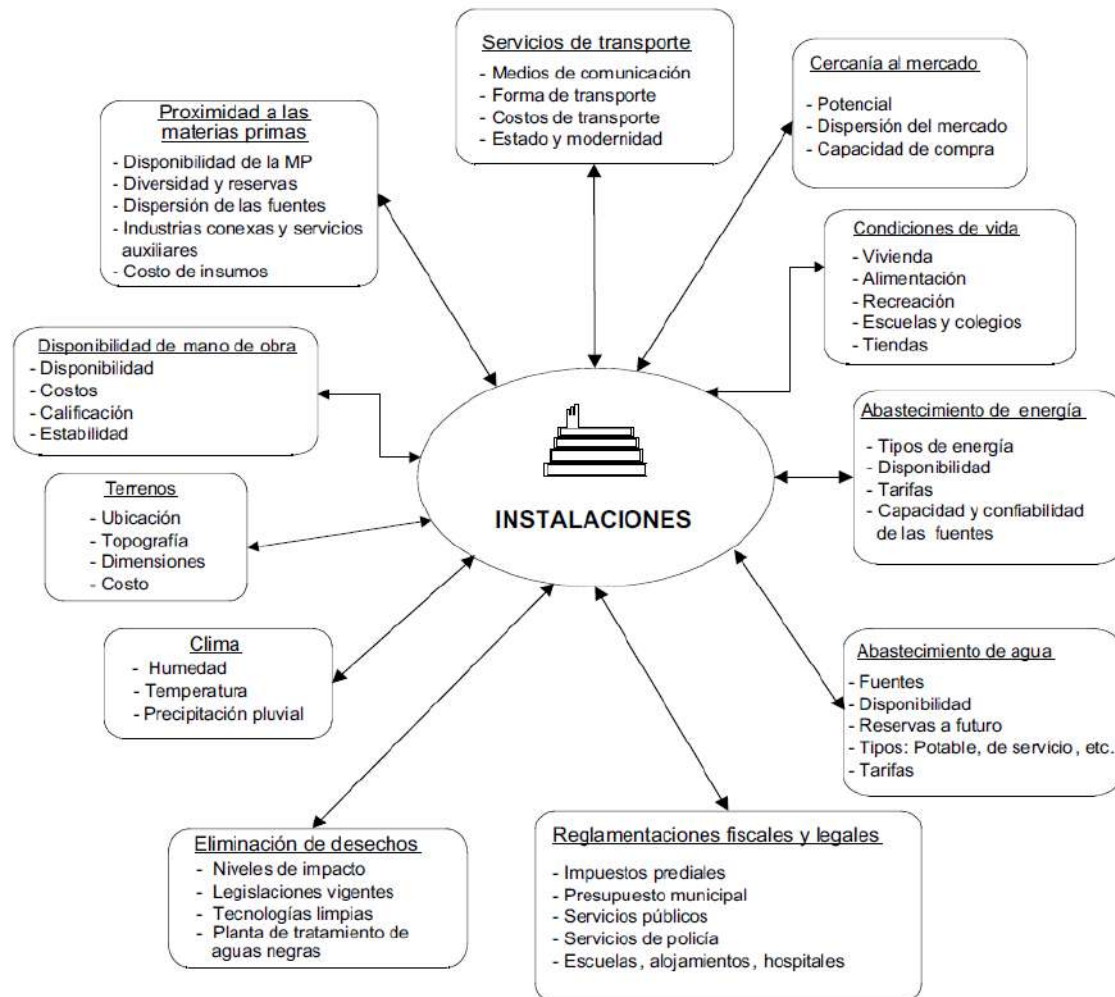 Servicios de transporte
- Medios de comunicación
- Forma de transporte
- Costos de transporte
- Estado y modernidad
Cercanía al mercado
- Potencial
- Dispersión del mercado
- Capacidad de compra
Proximidad a las
materias primas
- Disponibilidad de la MP
- Diversidad y reservas
- Dispersión de las fuentes
- Industrias conexas y servicios
auxiliares
- Costo de insumos
Condiciones de vida
- Vivienda
- Alimentación
- Recreación
- Escuelas y colegios
- Tiendas
Disponibilidad de mano de obra
- Disponibilidad
- Costos
- Calificación
- Estabilidad
Abastecimiento de energía
- Tipos de energía
- Disponibilidad
- Tarifas
- Capacidad y confiabilidad
de las fuentes
INSTALACIONES
Terrenos
- Ubicación
- Topografía
- Dimensiones
- Costo
Clima
- Humedad
- Temperatura
- Precipitación pluvial
Abastecimiento de agua
- Fuentes
- Disponibilidad
- Reservas a futuro
- Tipos: Potable, de servicio, etc.
- Tarifas
Eliminación de desechos
- Niveles de impacto
- Legislaciones vigentes
- Tecnologías limpias
- Planta de tratamiento de
aguas negras
Reglamentaciones fiscales y legales
- Impuestos prediales
- Presupuesto municipal
- Servicios públicos
- Servicios de policía
- Escuelas, alojamientos, hospitales